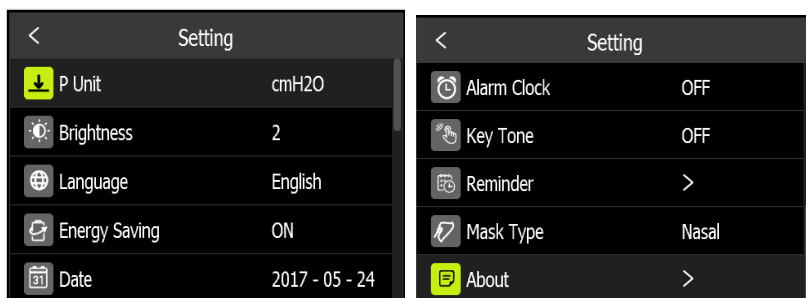 Setting
P Unit cmH2O
Brightness 2
Language English
Energy Saving ON
31 Date 2017 - 05 - 24
Setting
Alarm Clock OFF
Key Tone OFF
Reminder >
Mask Type Nasal
About >